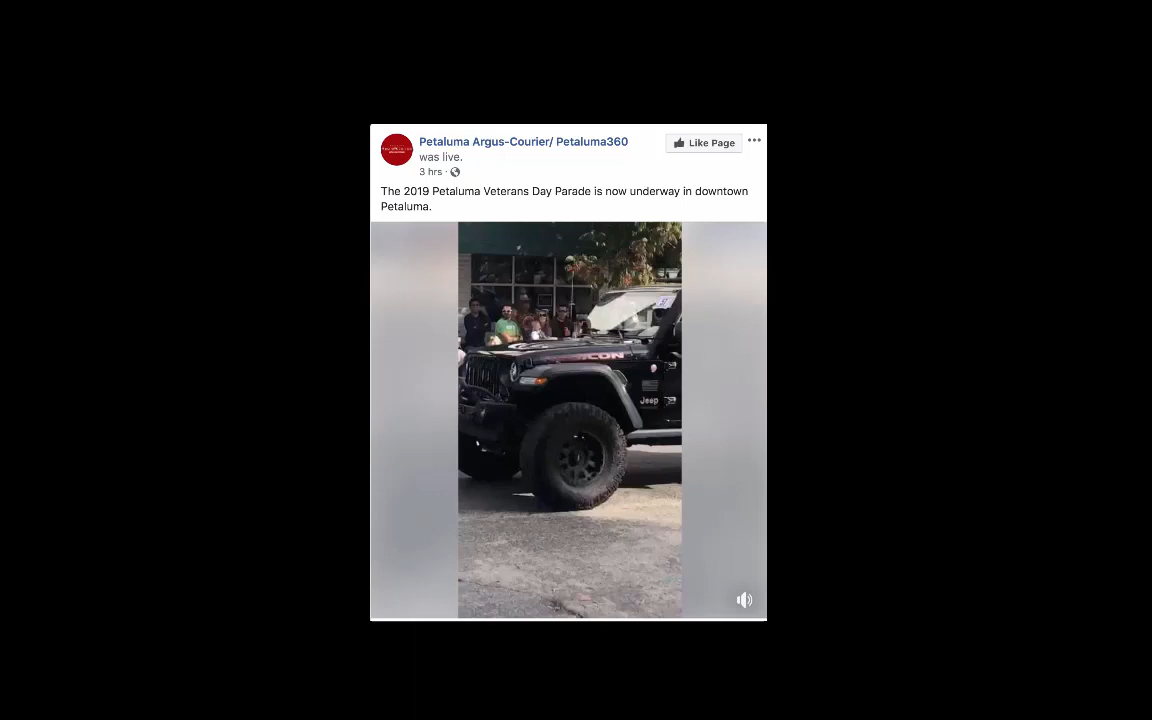 Petaluma Argus-Courier/ Petaluma360
was live.
Like Page
3 hrs ·
The 2019 Petaluma Veterans Day Parade is now underway in downtown
Petaluma.
Jeep